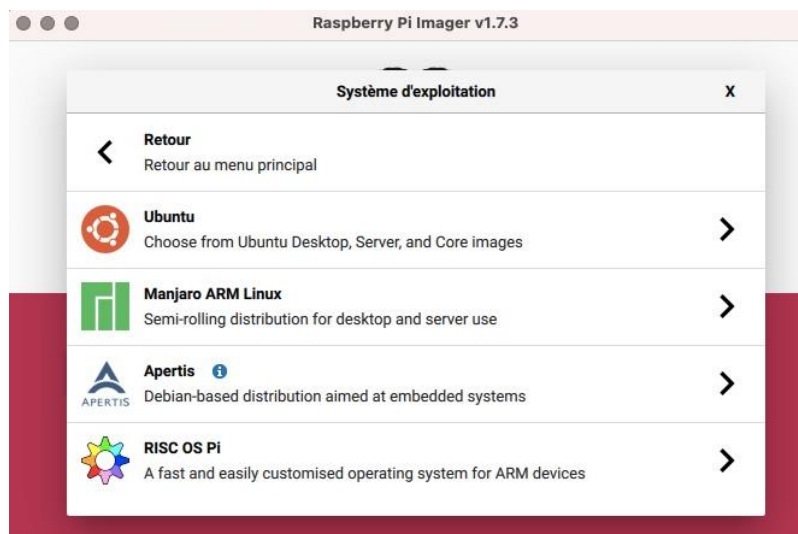 Raspberry Pi Imager v1.7.3
Système d'exploitation
X
Retour
Retour au menu principal
Ubuntu
Choose from Ubuntu Desktop, Server, and Core images
Manjaro ARM Linux
Semi-rolling distribution for desktop and server use
Apertis
APERTIS
Debian-based distribution aimed at embedded systems
RISC OS Pi
A fast and easily customised operating system for ARM devices